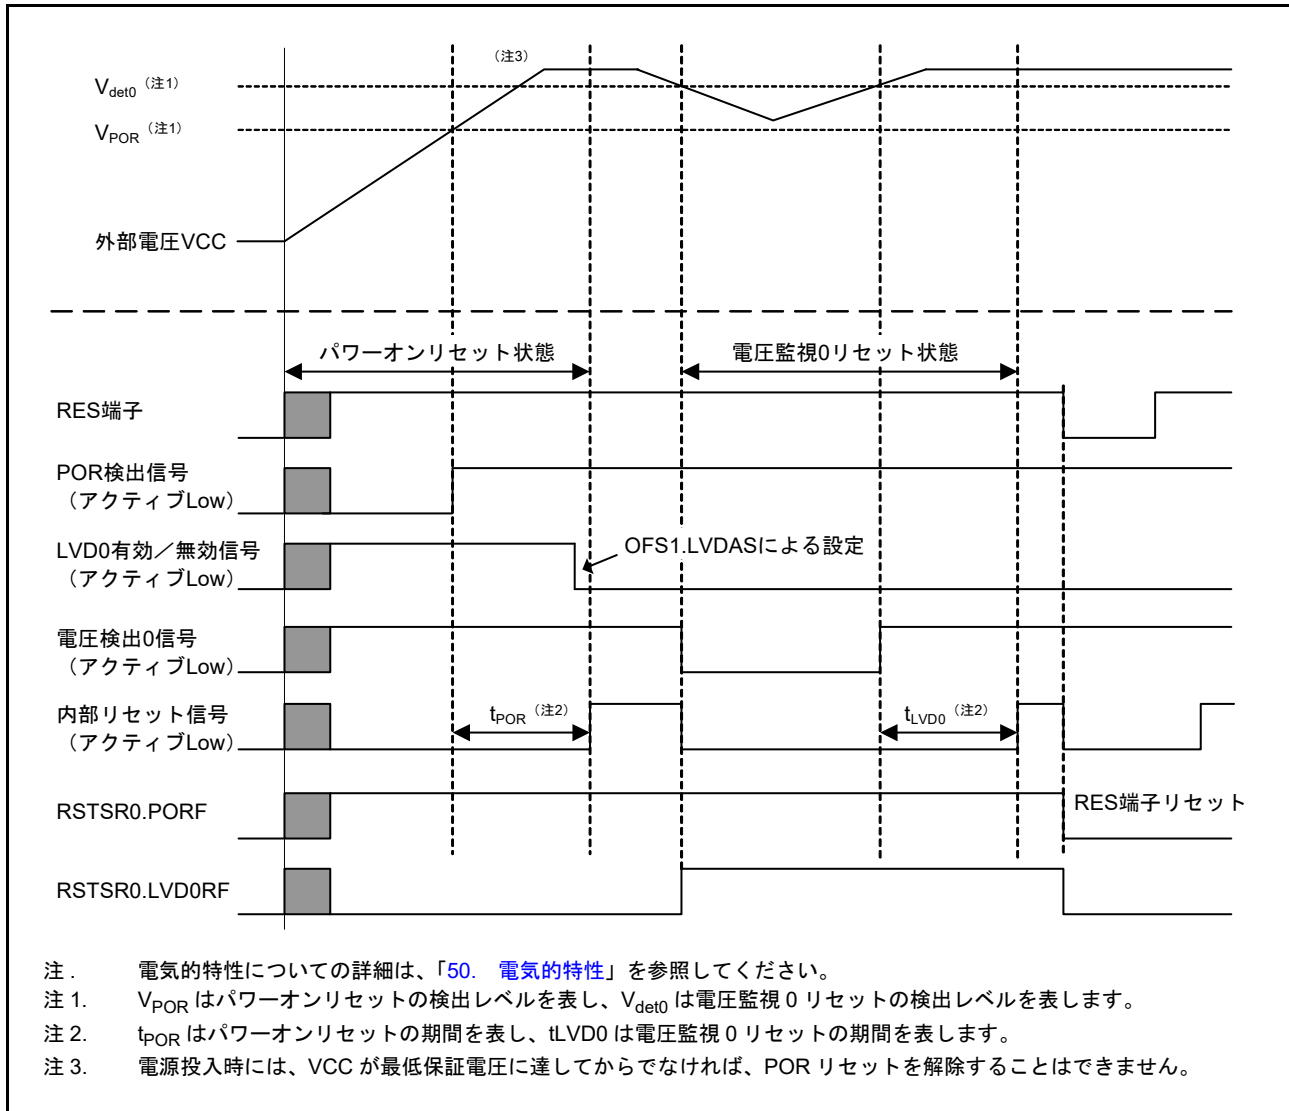 （注3）
Vdet0（注1）
VPOR（注1）
外部電圧VCC
パワーオンリセット状態
電圧監視0リセット状態
RES端子
POR検出信号
（アクティブLow）
LVD0有効／無効信号
（アクティブLow）
OFS1.LVDASによる設定
電圧検出0信号
（アクティブLow）
内部リセット信号
（アクティブLow）
tPOR（注2）
tLVD0（注2）
RSTSR0.PORF
RES端子リセット
RSTSR0.LVD0RF
注 . 電気的特性についての詳細は、「50. 電気的特性」を参照してください。
注 1. VPOR はパワーオンリセットの検出レベルを表し、Vdet0 は電圧監視 0 リセットの検出レベルを表します。
注 2. tPOR はパワーオンリセットの期間を表し、tLVD0 は電圧監視 0 リセットの期間を表します。
注 3. 電源投入時には、VCC が最低保証電圧に達してからでなければ、POR リセットを解除することはできません。